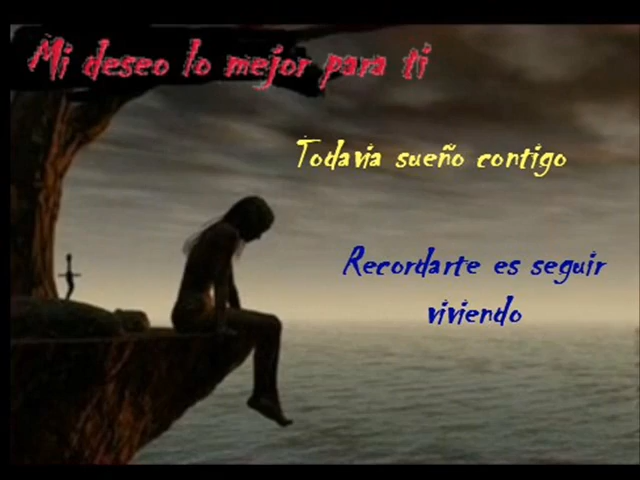 Mi deseo lo mejor para ti
Todavia sueño contigo
Recordarte es seguir
viviendo